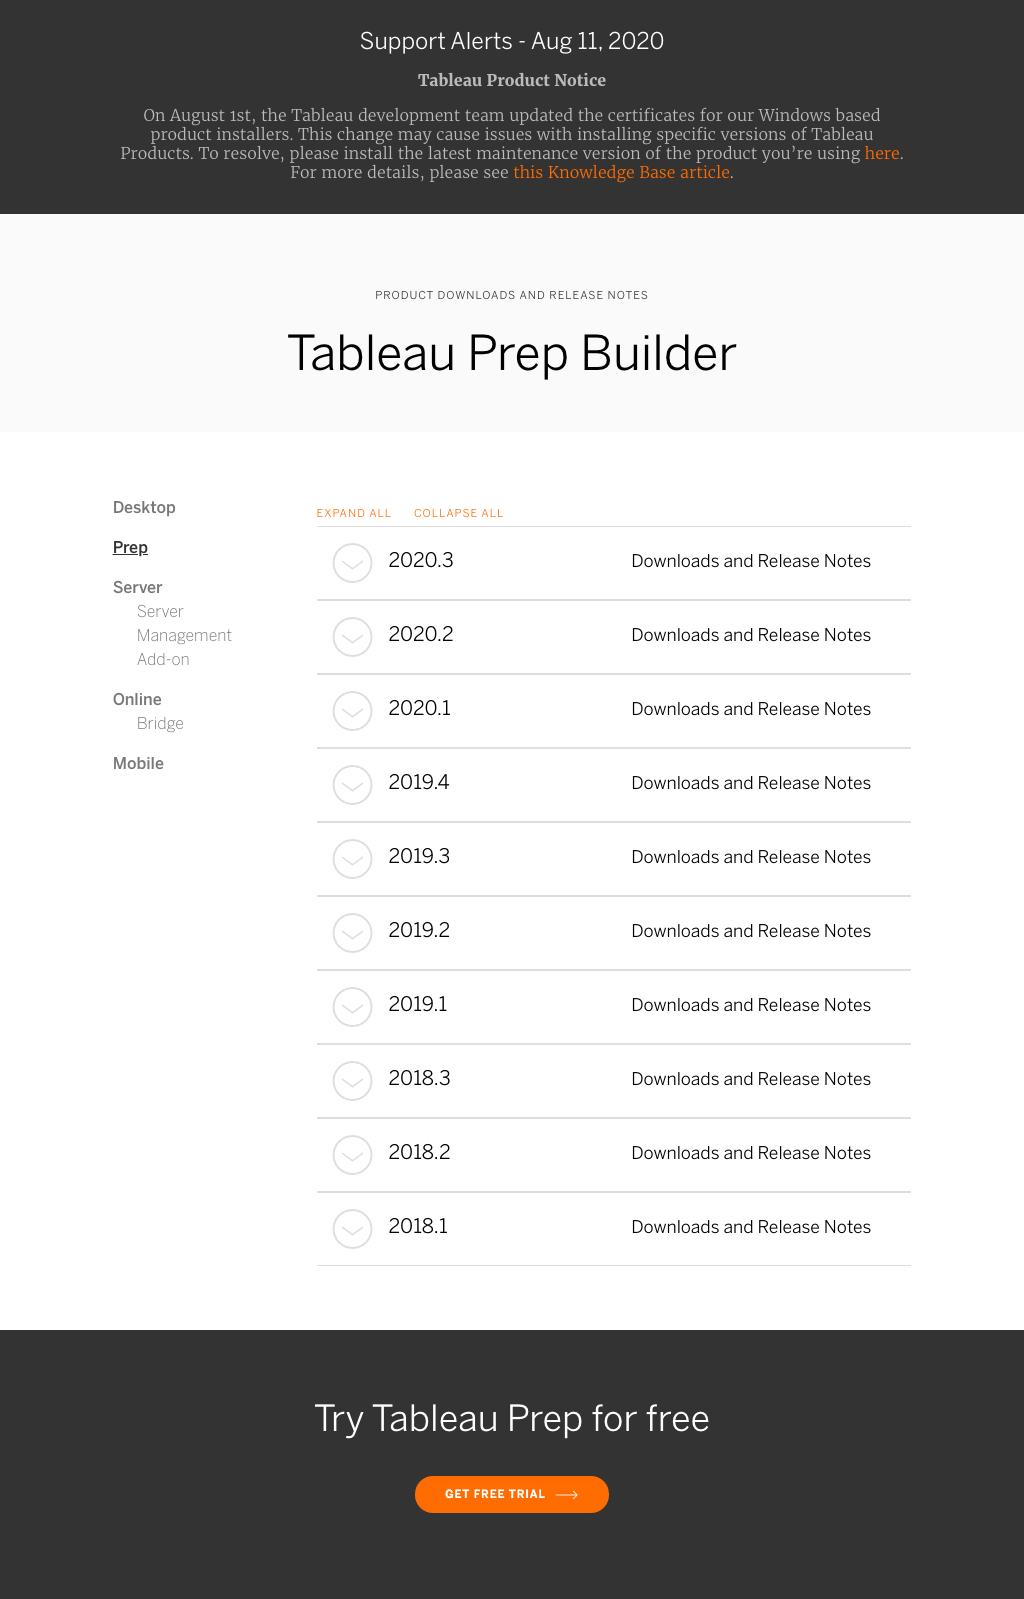 Support Alerts - Aug 11, 2020
Tableau Product Notice
On August 1st, the Tableau development team updated the certificates for our Windows based
product installers. This change may cause issues with installing specific versions of Tableau
Products. To resolve, please install the latest maintenance version of the product you’re using here.
For more details, please see this Knowledge Base article.
PRODUCT DOWNLOADS AND RELEASE NOTES
Tableau Prep Builder
Desktop
Prep
Server
Server
Management
Add-on
Online
Bridge
Mobile
EXPAND ALL COLLAPSE ALL
2020.3 Downloads and Release Notes
2020.2 Downloads and Release Notes
2020.1 Downloads and Release Notes
2019.4 Downloads and Release Notes
2019.3 Downloads and Release Notes
2019.2 Downloads and Release Notes
2019.1 Downloads and Release Notes
2018.3 Downloads and Release Notes
2018.2 Downloads and Release Notes
2018.1 Downloads and Release Notes
Try Tableau Prep for free
GET FREE TRIAL